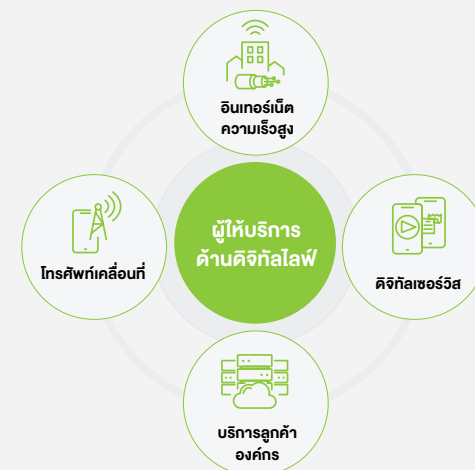 อินเทอร์เน็ต
ความเร็วสูง
โทรศัพท์เคลื่อนที่
ผู้ให้บริการ
ด้านดิจิทัลไลฟ์
ดิจิทัลเซอร์วิส
บริการลูกค้า
องค์กร